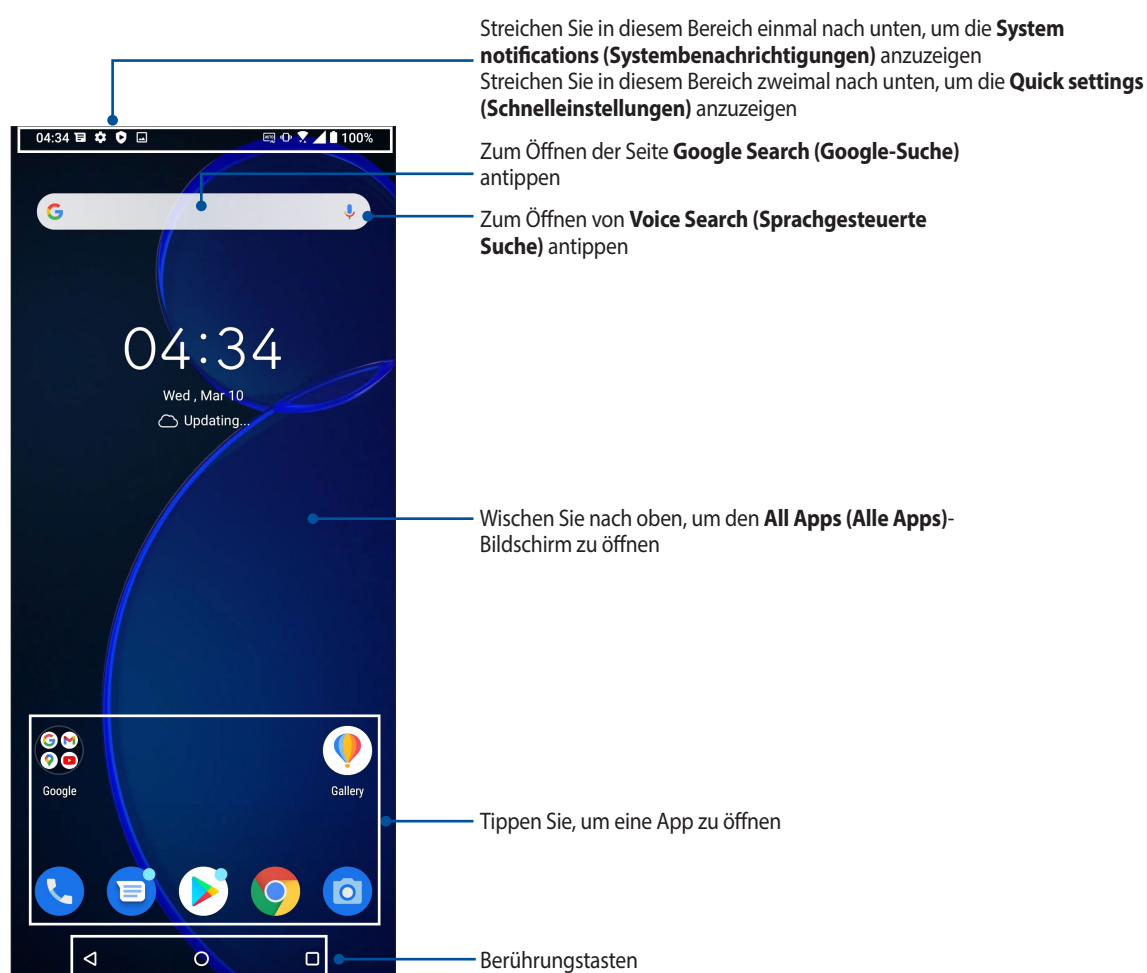 Streichen Sie in diesem Bereich einmal nach unten, um die System
notifications (Systembenachrichtigungen) anzuzeigen
Streichen Sie in diesem Bereich zweimal nach unten, um die Quick settings
(Schnelleinstellungen) anzuzeigen
04:34
100%
Zum Öffnen der Seite Google Search (Google-Suche)
antippen
Zum Öffnen von Voice Search (Sprachgesteuerte
Suche) antippen
04:34
Wed , Mar 10
Updating...
Wischen Sie nach oben, um den All Apps (Alle Apps)-
Bildschirm zu öffnen
Google
Gallery
Tippen Sie, um eine App zu öffnen
Berührungstasten